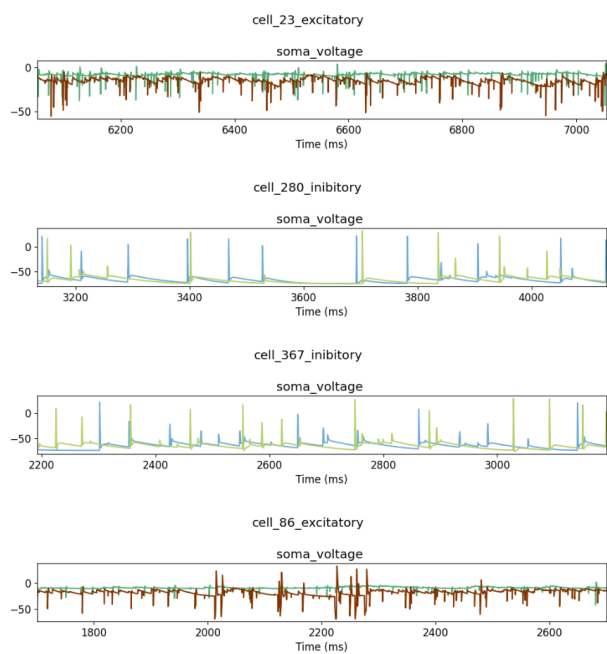 cell_23_excitatory
soma_voltage
0
−50
6200 6400 6600 6800 7000
Time (ms)
cell_280_inibitory
soma_voltage
0
−50
3200 3400 3600 3800 4000
Time (ms)
cell_367_inibitory
soma_voltage
0
−50
2200 2400 2600 2800 3000
Time (ms)
cell_86_excitatory
soma_voltage
0
−50
1800 2000 2200 2400 2600
Time (ms)